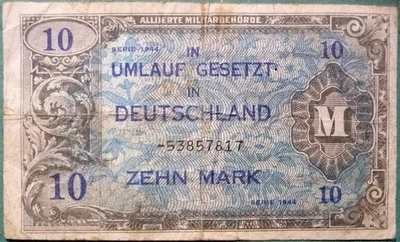 ALLIIERTE MILITÄRBEHÖRDE
10 SERIE 1944 IN 10
UMLAUF GESETZT
IN
DEUTSCHLAND
M
-53857817
10 ZEHN MARK 10
SERIE 1944